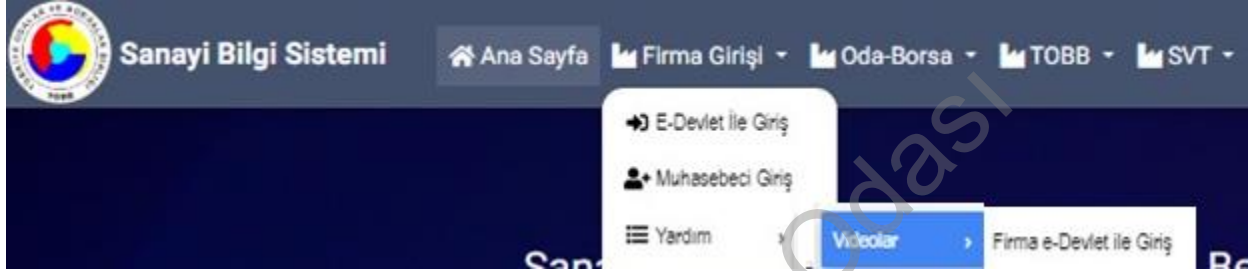 Sanayi Bilgi Sistemi Ana Sayfa Firma Girişi Oda-Borsa TOBB SVT
E-Devlet İle Giriş
Muhasebeci Giriş
Yardım Videolar Firma e-Devlet ile Giriş
Odası